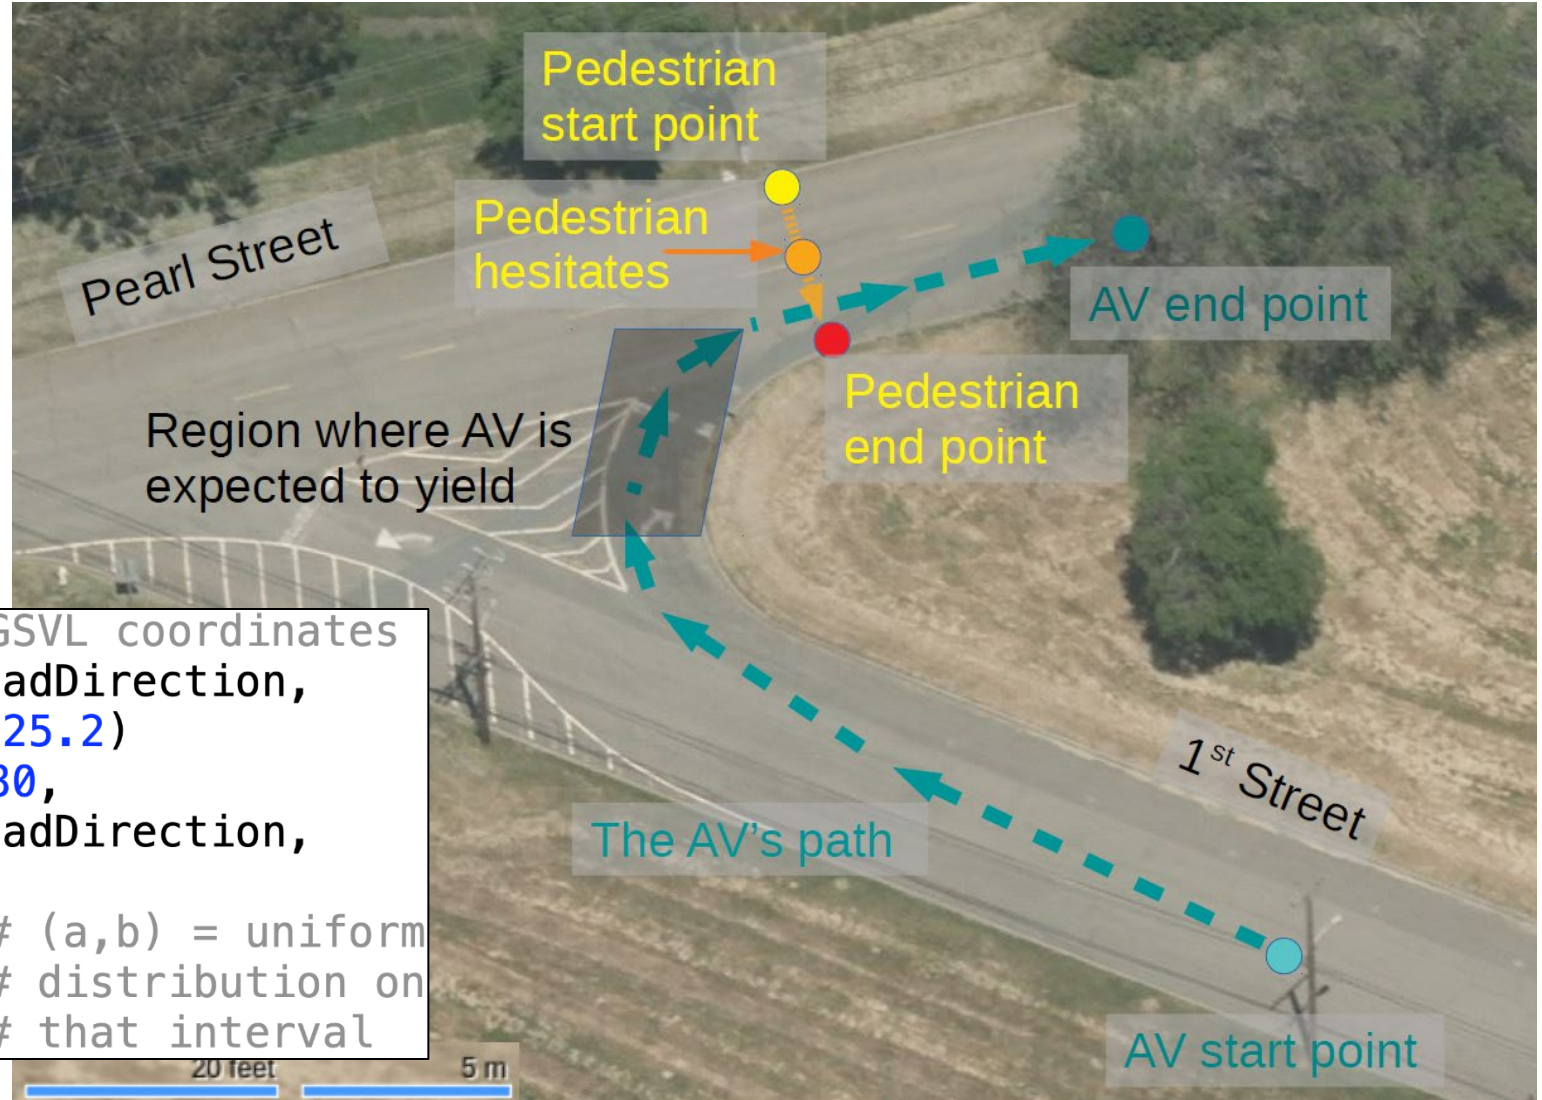 Pedestrian
start point
Pedestrian
hesitates
Pearl Street
AV end point
Pedestrian
end point
Region where AV is
expected to yield
GSVL coordinates
adDirection,
25.2)
30,
adDirection,
# (a,b) = uniform
# distribution on
# that interval
1st Street
The AV's path
AV start point
20 feet
5 m